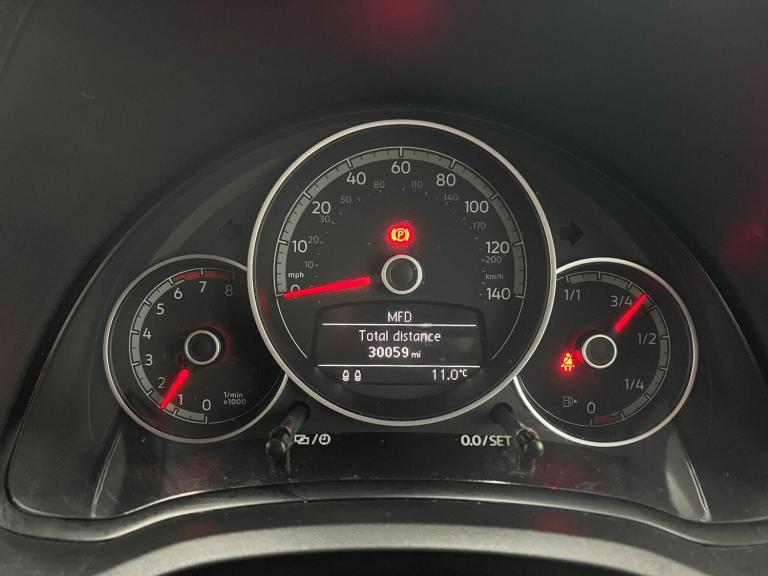 60
40 80
80 110
20 50 140 100
30 170
10 20 P 120
10 200
mph km/h
0 140
MFD
Total distance
30059 mi
11.0°C
6 7 8
5
4
3
2
1 0
1/min
x1000
1/1 3/4
1/2
1/4
0
0.0/SET